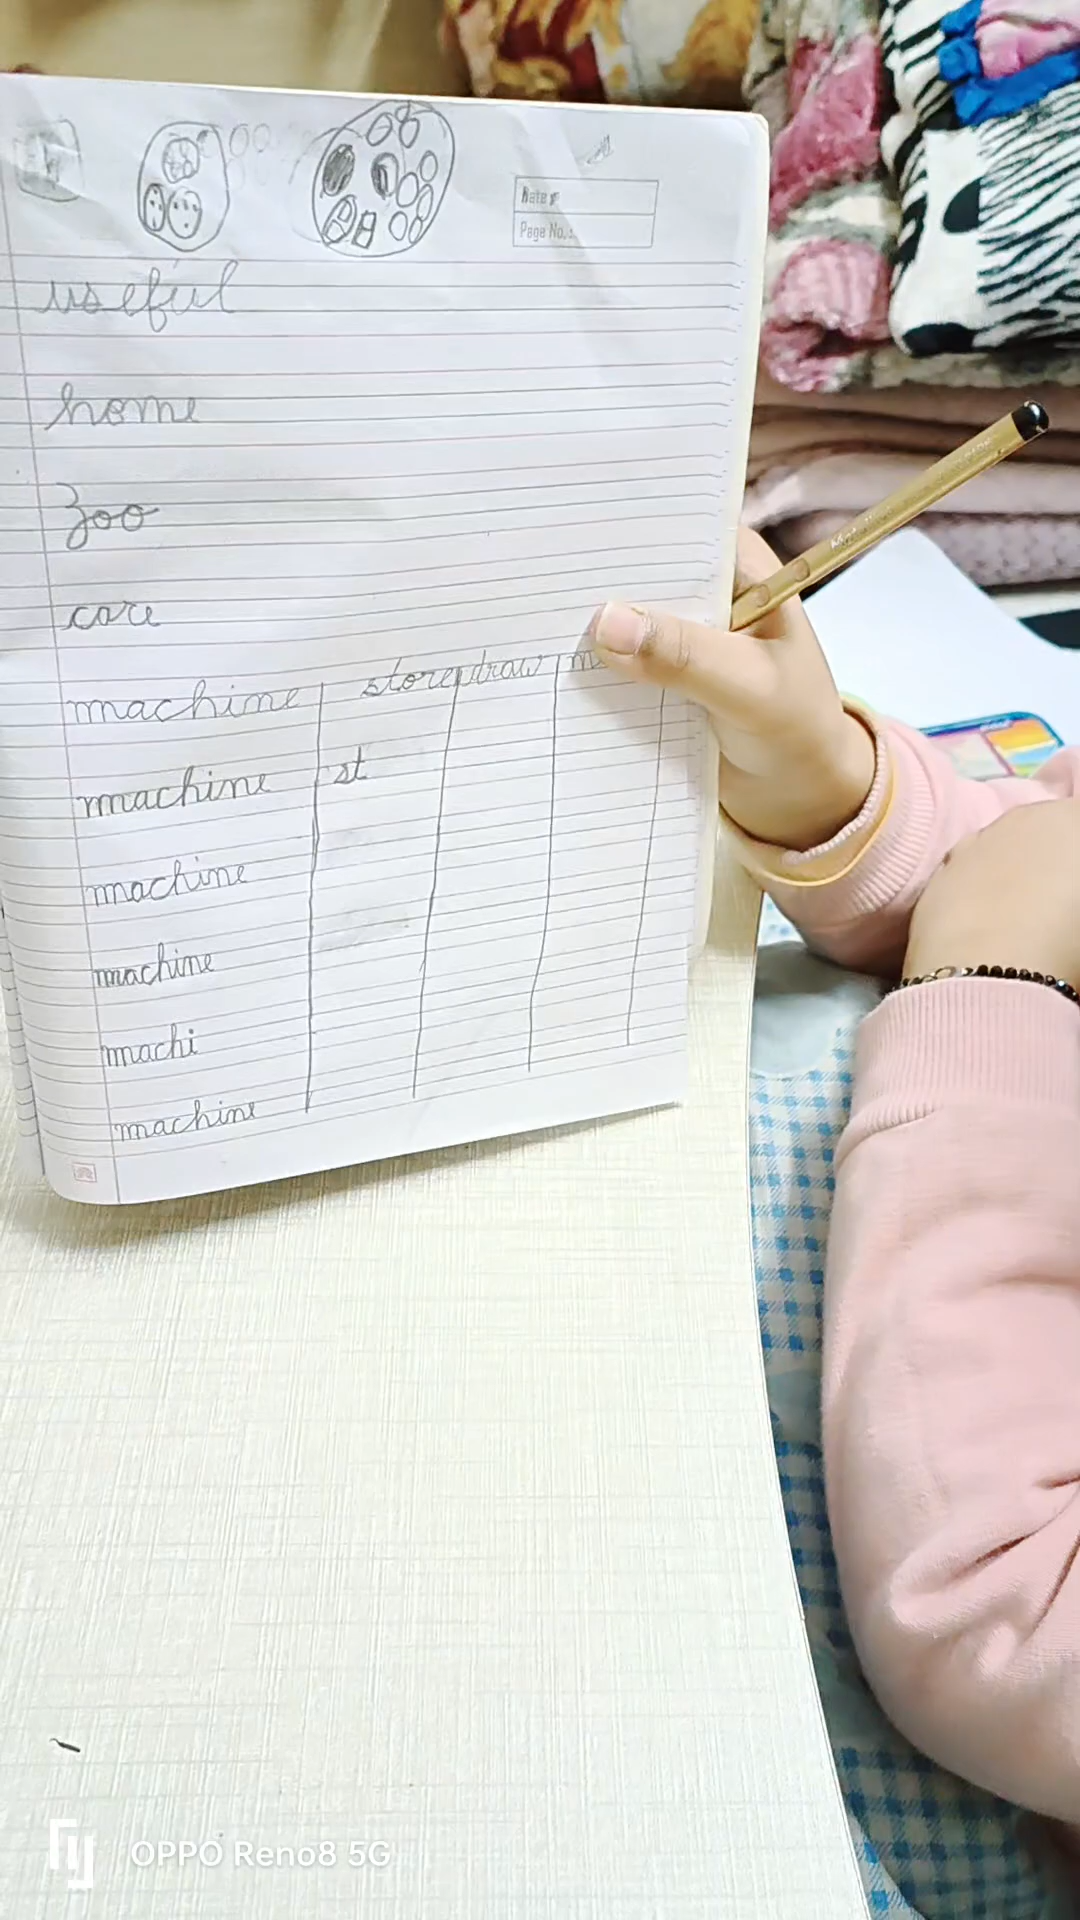 Date :
Page No. :
useful
home
zoo
care
machine store draw
machine st
machine
machine
machi
machine
OPPO Reno8 5G